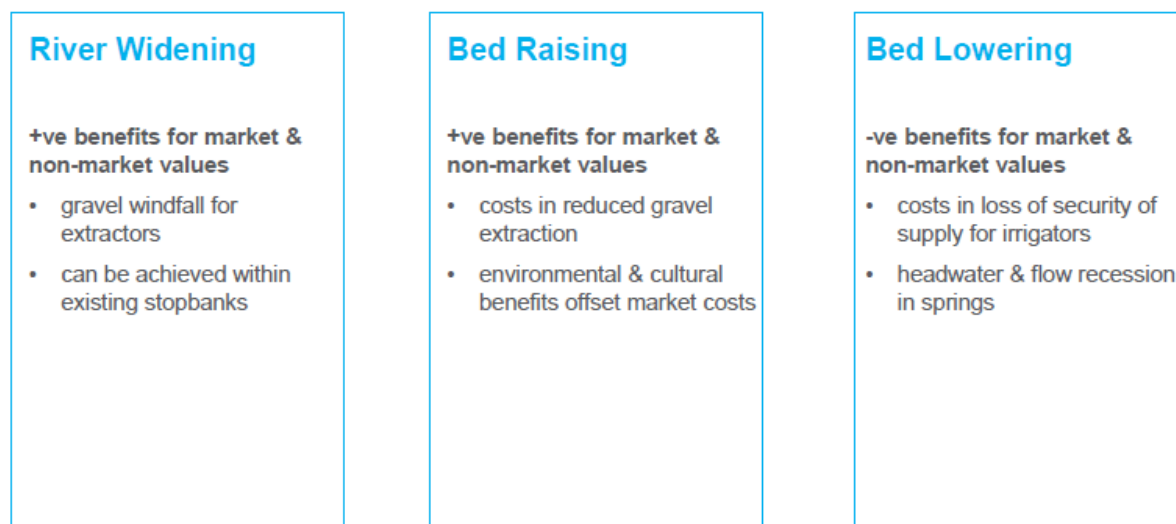 River Widening
+ve benefits for market &
non-market values
• gravel windfall for
extractors
• can be achieved within
existing stopbanks
Bed Raising
+ve benefits for market &
non-market values
• costs in reduced gravel
extraction
• environmental & cultural
benefits offset market costs
Bed Lowering
-ve benefits for market &
non-market values
• costs in loss of security of
supply for irrigators
• headwater & flow recession
in springs